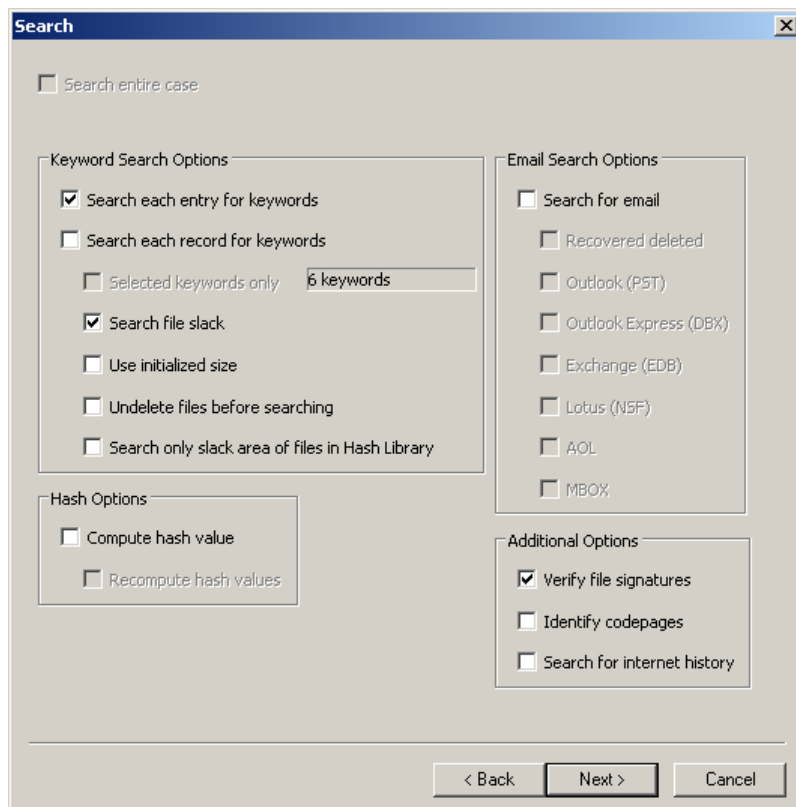 Search
Search entire case
Keyword Search Options
Search each entry for keywords
Search each record for keywords
Selected keywords only 6 keywords
Search file slack
Use initialized size
Undelete files before searching
Search only slack area of files in Hash Library
Hash Options
Compute hash value
Recompute hash values
Email Search Options
Search for email
Recovered deleted
Outlook (PST)
Outlook Express (DBX)
Exchange (EDB)
Lotus (NSF)
AOL
MBOX
Additional Options
Verify file signatures
Identify codepages
Search for internet history
< Back Next > Cancel